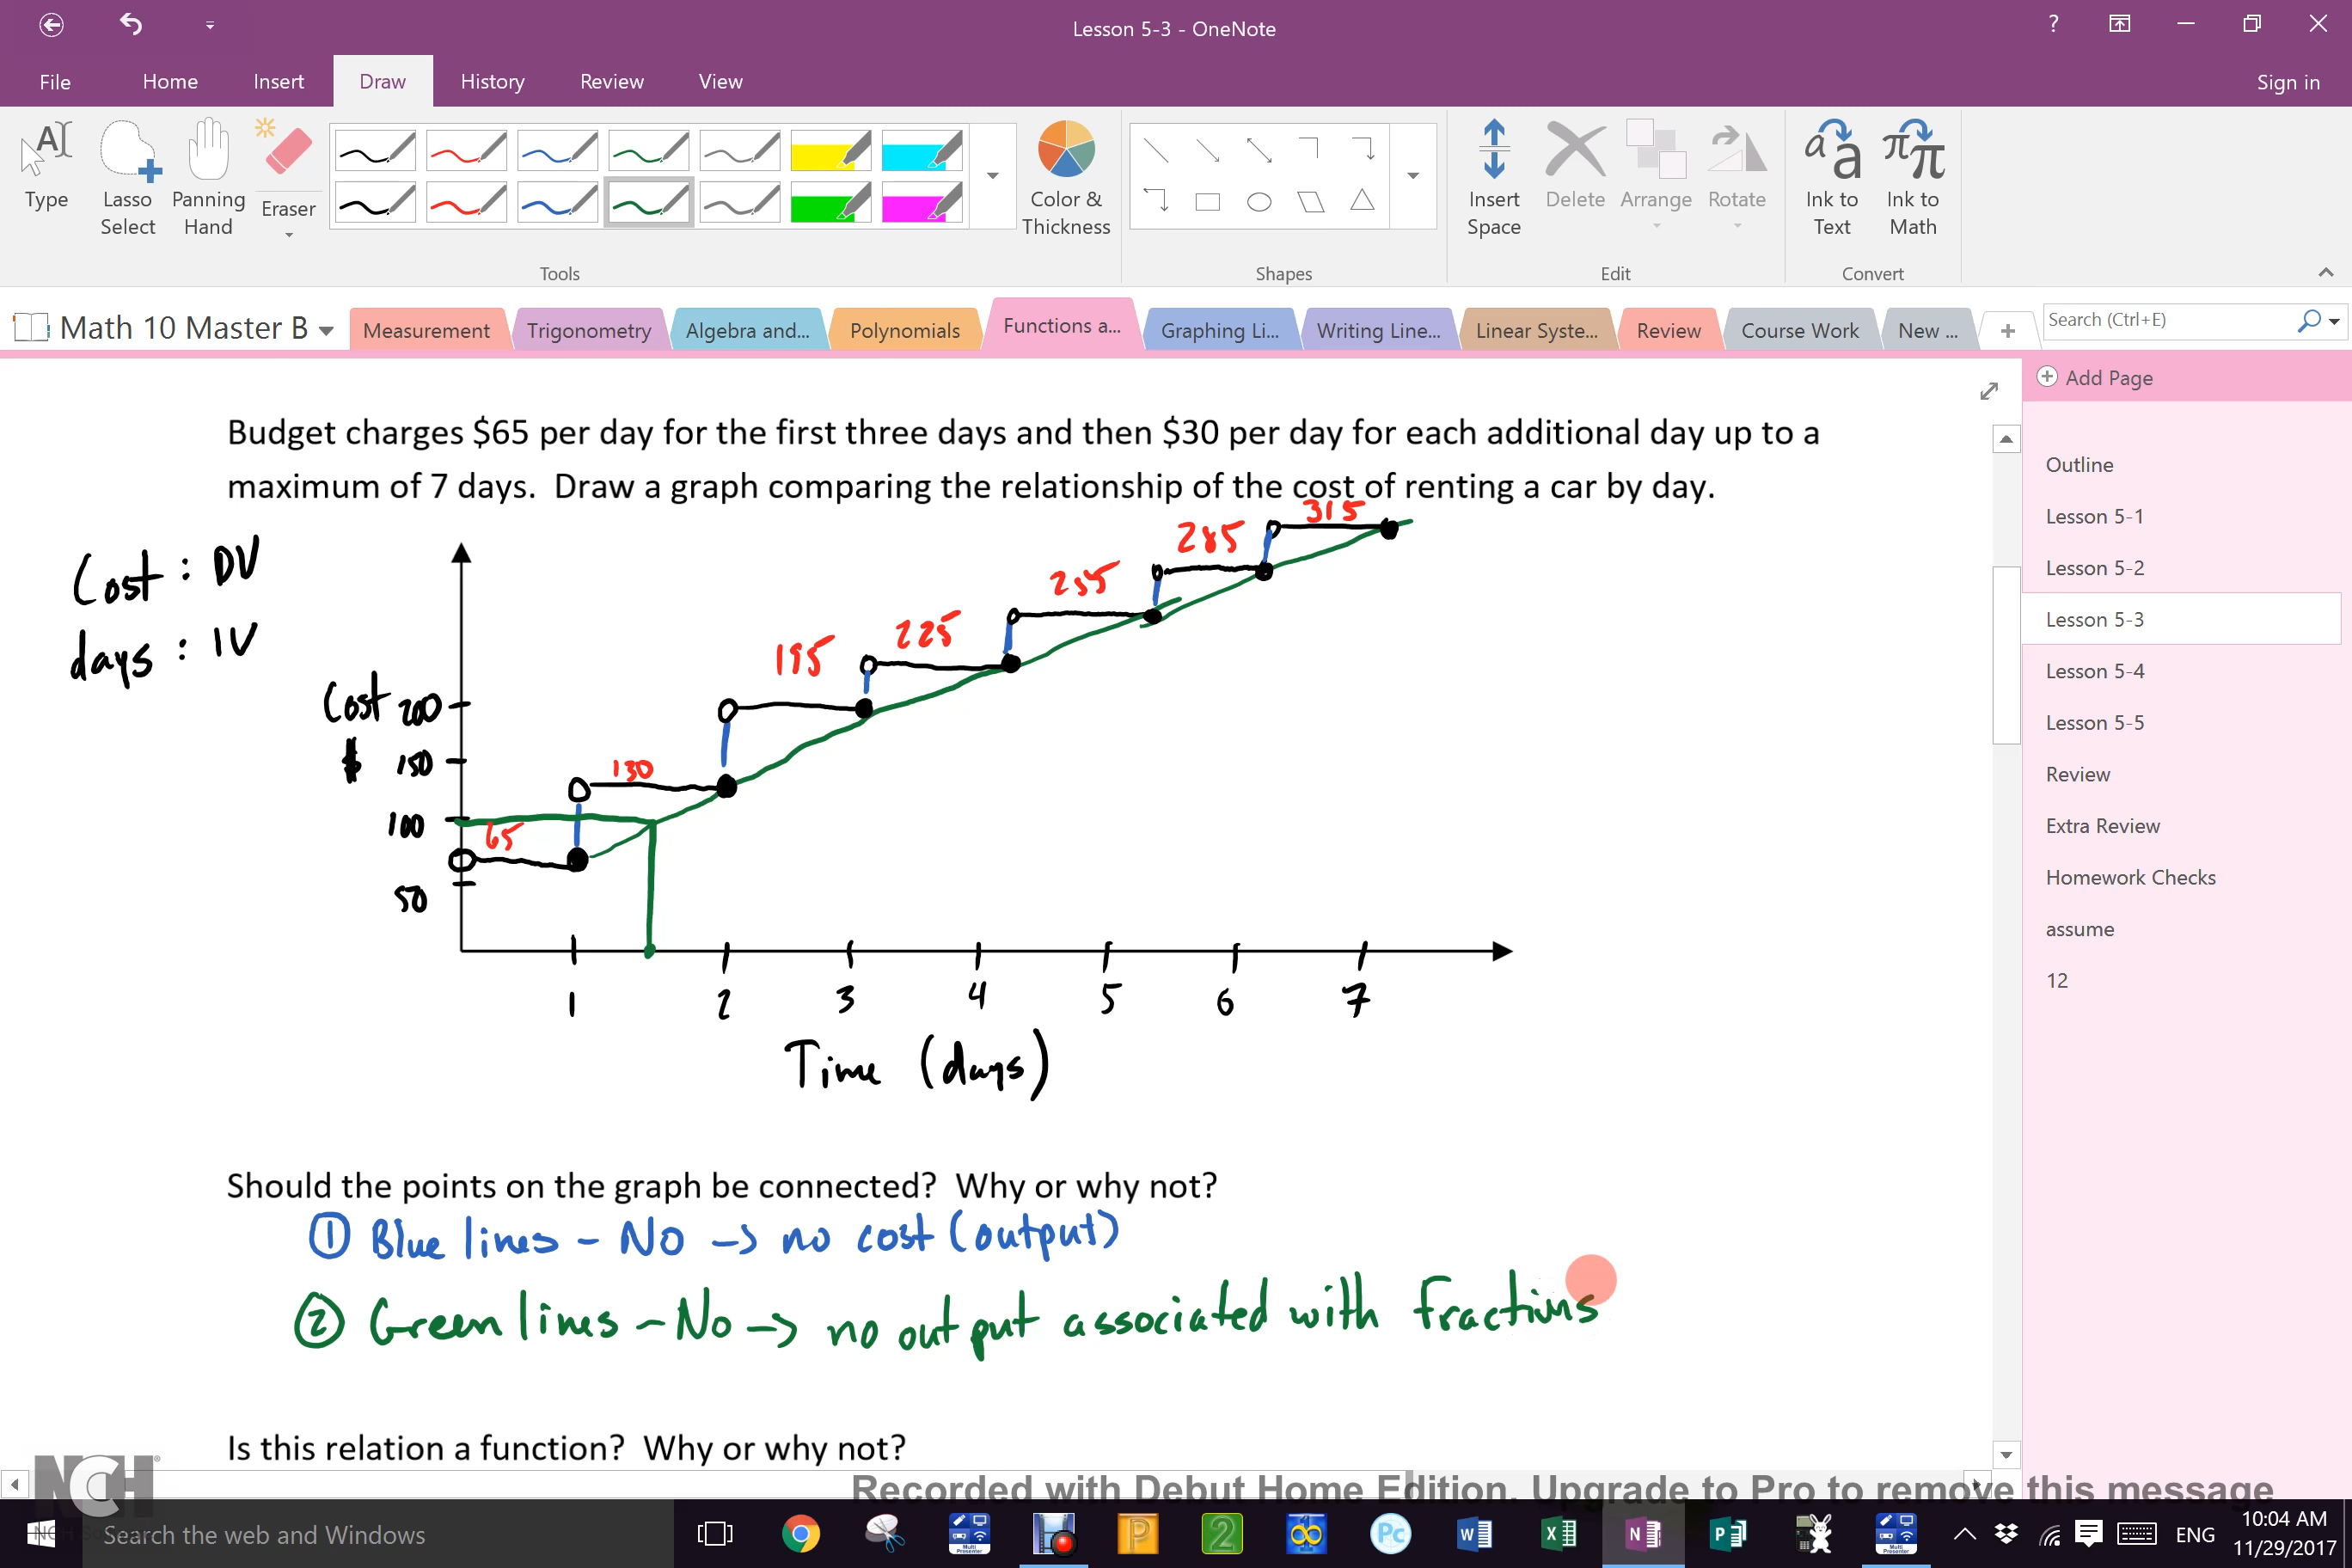 Lesson 5-3 - OneNote
File Home Insert Draw History Review View Sign in
Type
Lasso Select
Panning Hand
Eraser
Color & Thickness
Insert Space
Delete
Arrange
Rotate
Ink to Text
Ink to Math
Tools Shapes Edit Convert
Math 10 Master B Measurement Trigonometry Algebra and... Polynomials Functions a... Graphing Li... Writing Line... Linear Syste... Review Course Work New ... Search (Ctrl+E)
Add Page
Outline
Lesson 5-1
Lesson 5-2
Lesson 5-3
Lesson 5-4
Lesson 5-5
Review
Extra Review
Homework Checks
assume
12
Budget charges $65 per day for the first three days and then $30 per day for each additional day up to a
maximum of 7 days. Draw a graph comparing the relationship of the cost of renting a car by day.
Cost : DV
days : IV
315
285
255
225
195
130
65
Cost 200
$ 150
100
50
1 2 3 4 5 6 7
Time (days)
Should the points on the graph be connected? Why or why not?
① Blue lines - No → no cost (output)
② Green lines - No → no output associated with fractions
Is this relation a function? Why or why not?
NCH
Recorded with Debut Home Edition. Upgrade to Pro to remove this message
Search the web and Windows
ENG
10:04 AM
11/29/2017